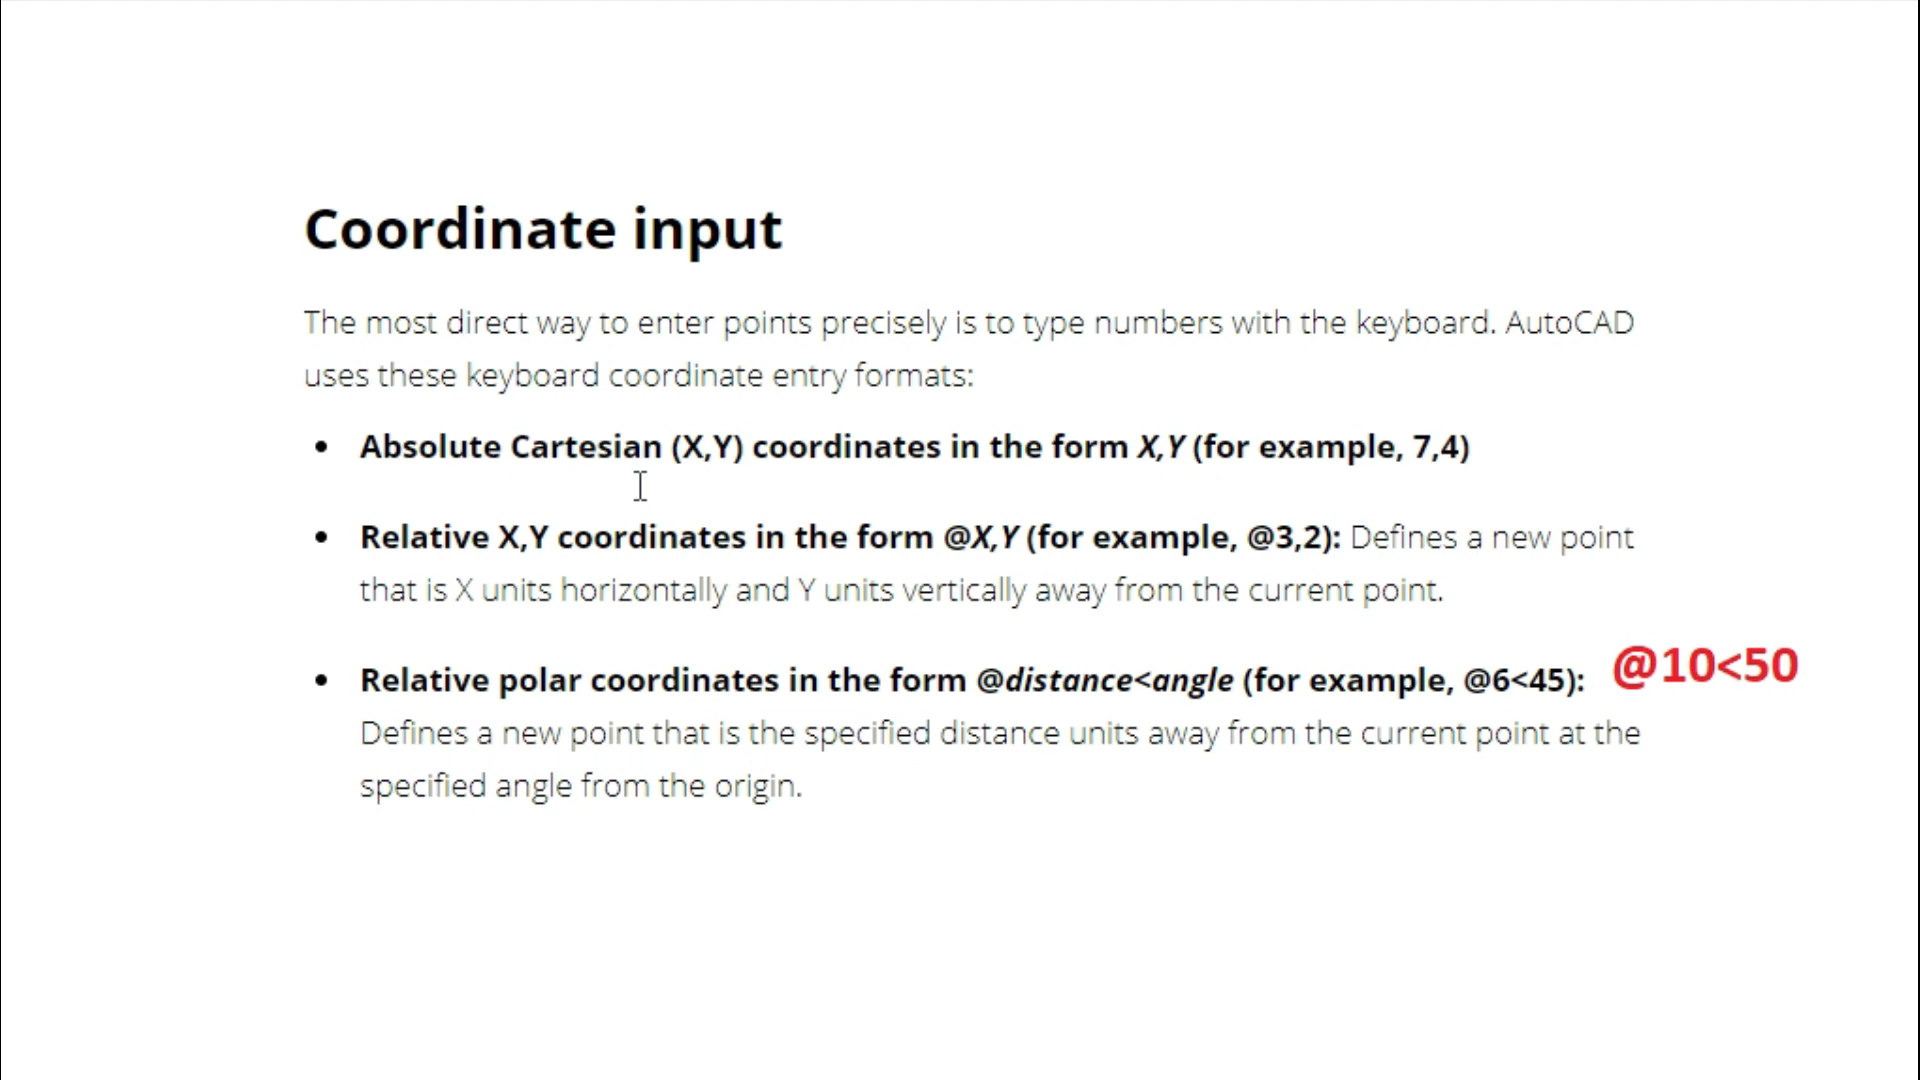 Coordinate input
The most direct way to enter points precisely is to type numbers with the keyboard. AutoCAD
uses these keyboard coordinate entry formats:
• Absolute Cartesian (X,Y) coordinates in the form X,Y (for example, 7,4)
• Relative X,Y coordinates in the form @X,Y (for example, @3,2): Defines a new point
that is X units horizontally and Y units vertically away from the current point.
• Relative polar coordinates in the form @distance<angle (for example, @6<45): @10<50
Defines a new point that is the specified distance units away from the current point at the
specified angle from the origin.